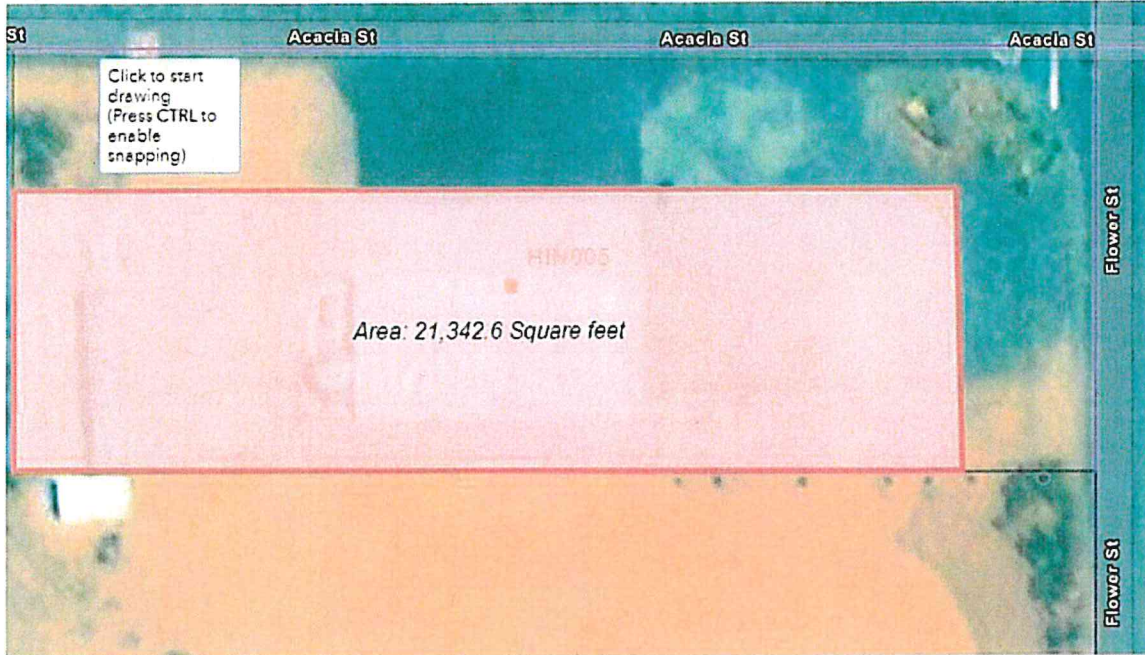 St
Acacia St
Acacia St
Acacia St
Click to start
drawing
(Press CTRL to
enable
snapping)
Flower St
HIN005
Area: 21,342.6 Square feet
Flower St